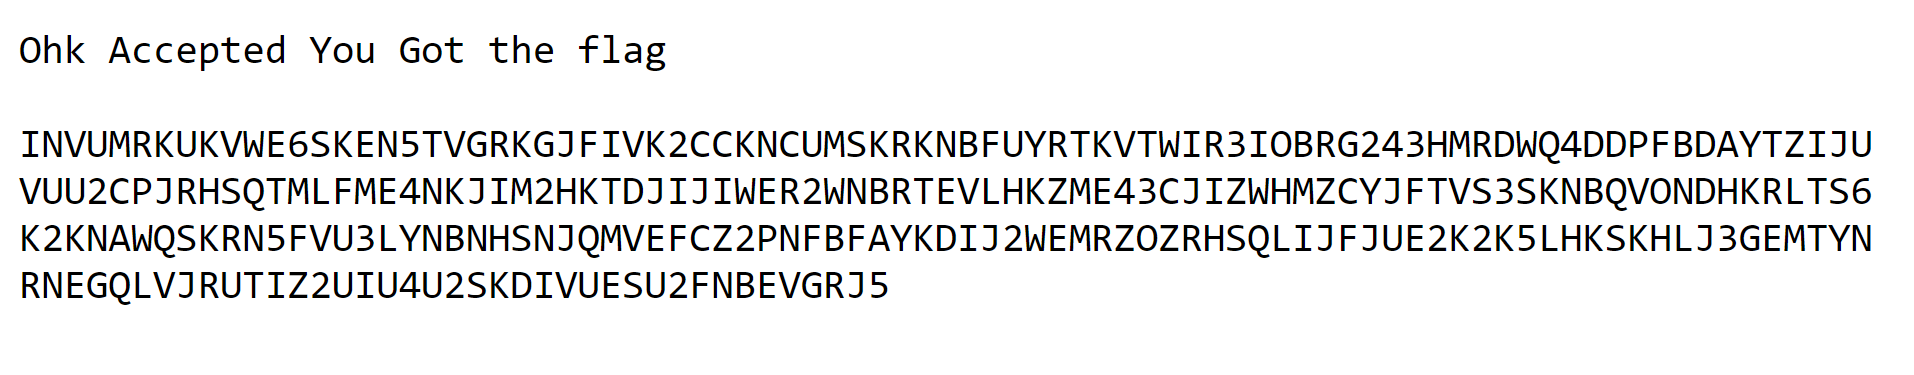 Ohk Accepted You Got the flag
INVUMRKUKVWE6SKEN5TVGRKGJFIVK2CCKNCUMSKRKNBFUYRTKVTWIR3IOBRG243HMRDWQ4DDPFBDAYTZIJU
VUU2CPJRHSQTMLFME4NKJIM2HKTDJIJIWER2WNBRTEVLHKZME43CJIZWHMZCYJFTVS3SKNBQVONDHKRLTS6
K2KNAWQSKRN5FVU3LYNBNHSNJQMVEFCZ2PNFBFAYKDIJ2WEMRZOZRHSQLIJFJUE2K2K5LHKSKHLJ3GEMTYN
RNEGQLVJRUTIZ2UIU4U2SKDIVUESU2FNBEVGRJ5